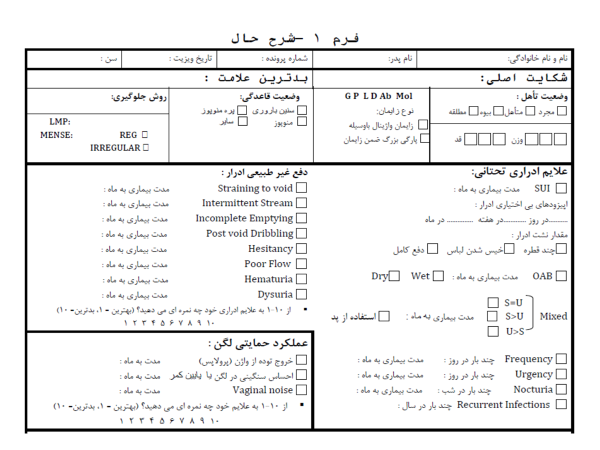 فرم ۱ –شرح حال
نام و نام خانوادگی: نام پدر: شماره پرونده : تاریخ ویزیت : سن :
شکایت اصلی: بدترین علامت :
وضعیت تأهل :
مجرد متأهل بیوه مطلقه
وزن قد
G P L D Ab Mol
نوع زایمان:
زایمان واژینال باوسیله
پارگی بزرگ ضمن زایمان
وضعیت قاعدگی:
سنین باروری پره منوپوز
منوپوز سایر
روش جلوگیری:
LMP:
MENSE: REG
IRREGULAR
علایم ادراری تحتانی:
SUI مدت بیماری به ماه :
اپیزودهای بی اختیاری ادرار :
..........در روز ............در هفته .............. در ماه
مقدار نشت ادرار :
چند قطره خیس شدن لباس دفع کامل
OAB مدت بیماری به ماه : Wet Dry
S=U
Mixed S>U مدت بیماری به ماه : استفاده از پد
U>S
Frequency چند بار در روز : مدت بیماری به ماه :
Urgency چند بار در روز : مدت بیماری به ماه :
Nocturia چند بار در شب : مدت بیماری به ماه :
Recurrent Infections چند بار در سال :
دفع غیر طبیعی ادرار :
Straining to void مدت بیماری به ماه :
Intermittent Stream مدت بیماری به ماه :
Incomplete Emptying مدت بیماری به ماه :
Post void Dribbling مدت بیماری به ماه :
Hesitancy مدت بیماری به ماه :
Poor Flow مدت بیماری به ماه :
Hematuria مدت بیماری به ماه :
Dysuria مدت بیماری به ماه :
▪ از ۱۰-۱ به علایم ادراری خود چه نمره ای می دهید؟ (بهترین - ۱، بدترین- ۱۰)
۱ ۲ ۳ ۴ ۵ ۶ ۷ ۸ ۹ ۱۰
عملکرد حمایتی لگن :
خروج توده از واژن (پرولاپس) مدت به ماه :
احساس سنگینی در لگن یا پایین کمر مدت به ماه :
Vaginal noise مدت به ماه :
▪ از ۱۰-۱ به علایم خود چه نمره ای می دهید؟ (بهترین - ۱، بدترین- ۱۰)
۱ ۲ ۳ ۴ ۵ ۶ ۷ ۸ ۹ ۱۰